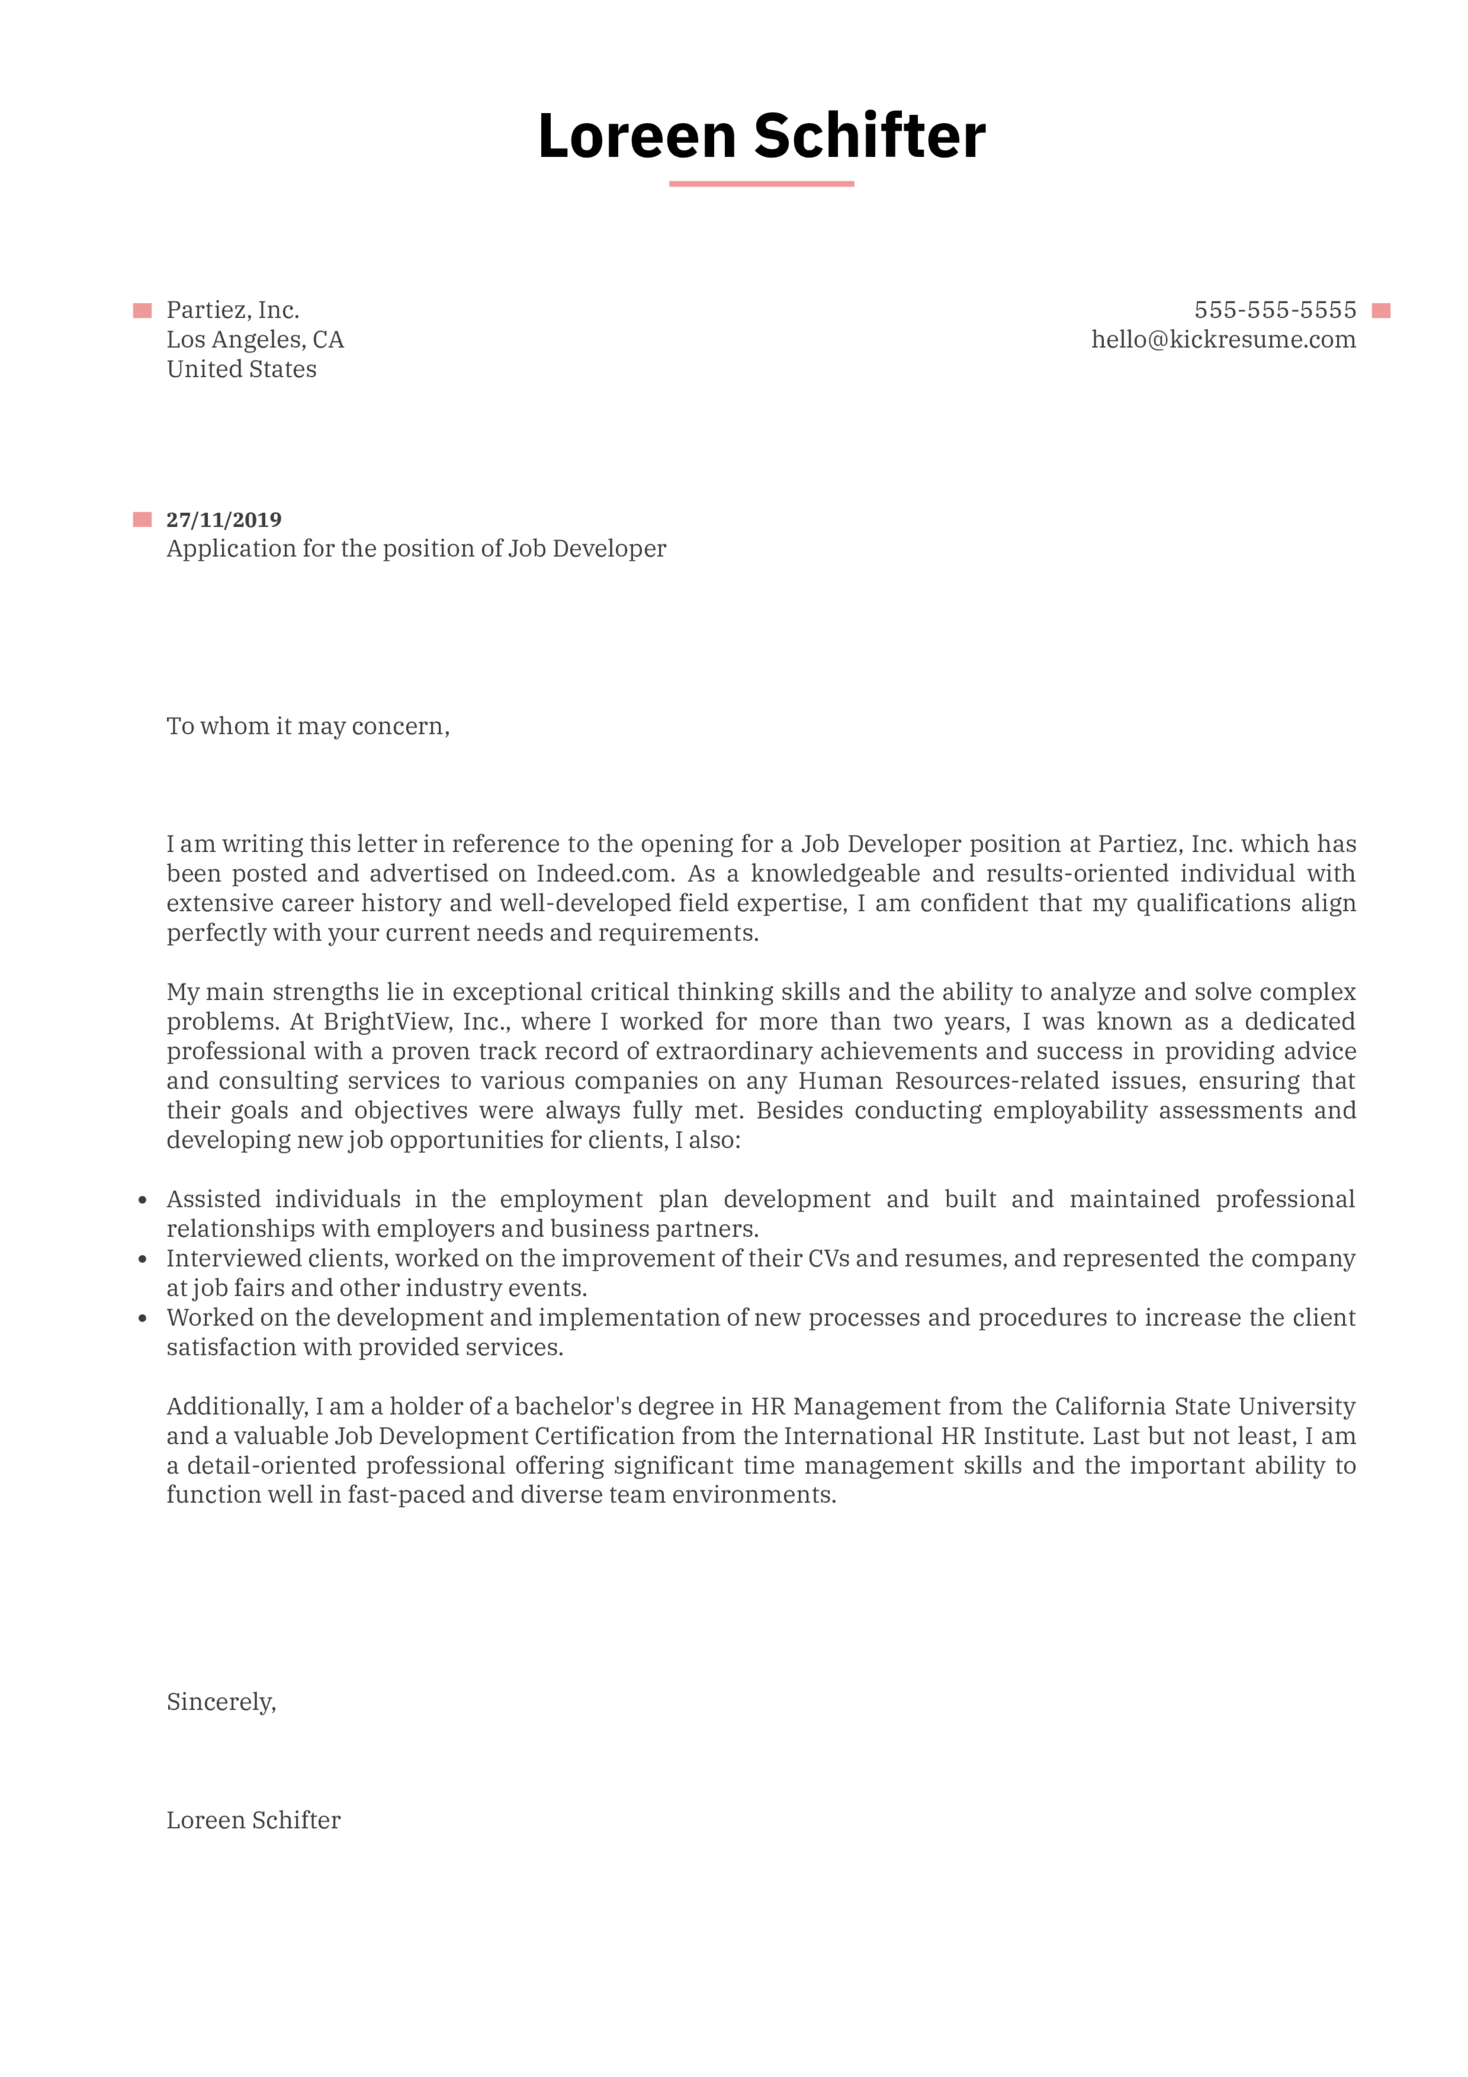 Loreen Schifter
Partiez, Inc.
Los Angeles, CA
United States
555-555-5555
hello@kickresume.com
27/11/2019
Application for the position of Job Developer
To whom it may concern,
I am writing this letter in reference to the opening for a Job Developer position at Partiez, Inc. which has
been posted and advertised on Indeed.com. As a knowledgeable and results-oriented individual with
extensive career history and well-developed field expertise, I am confident that my qualifications align
perfectly with your current needs and requirements.
My main strengths lie in exceptional critical thinking skills and the ability to analyze and solve complex
problems. At BrightView, Inc., where I worked for more than two years, I was known as a dedicated
professional with a proven track record of extraordinary achievements and success in providing advice
and consulting services to various companies on any Human Resources-related issues, ensuring that
their goals and objectives were always fully met. Besides conducting employability assessments and
developing new job opportunities for clients, I also:
• Assisted individuals in the employment plan development and built and maintained professional
relationships with employers and business partners.
• Interviewed clients, worked on the improvement of their CVs and resumes, and represented the company
at job fairs and other industry events.
• Worked on the development and implementation of new processes and procedures to increase the client
satisfaction with provided services.
Additionally, I am a holder of a bachelor's degree in HR Management from the California State University
and a valuable Job Development Certification from the International HR Institute. Last but not least, I am
a detail-oriented professional offering significant time management skills and the important ability to
function well in fast-paced and diverse team environments.
Sincerely,
Loreen Schifter